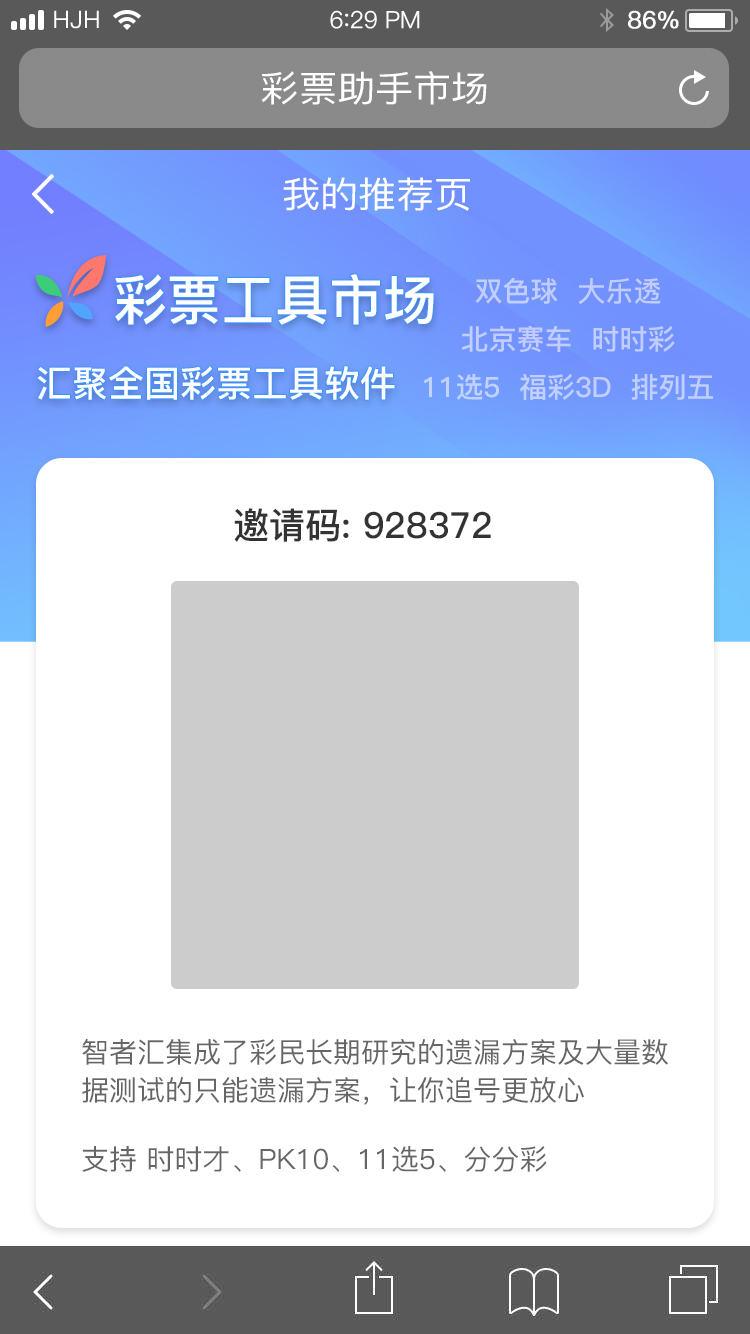 HJH 6:29 PM 86%
彩票助手市场
我的推荐页
彩票工具市场
双色球 大乐透
北京赛车 时时彩
汇聚全国彩票工具软件
11选5 福彩3D 排列五
邀请码: 928372
智者汇集成了彩民长期研究的遗漏方案及大量数
据测试的只能遗漏方案，让你追号更放心
支持 时时才、PK10、11选5、分分彩